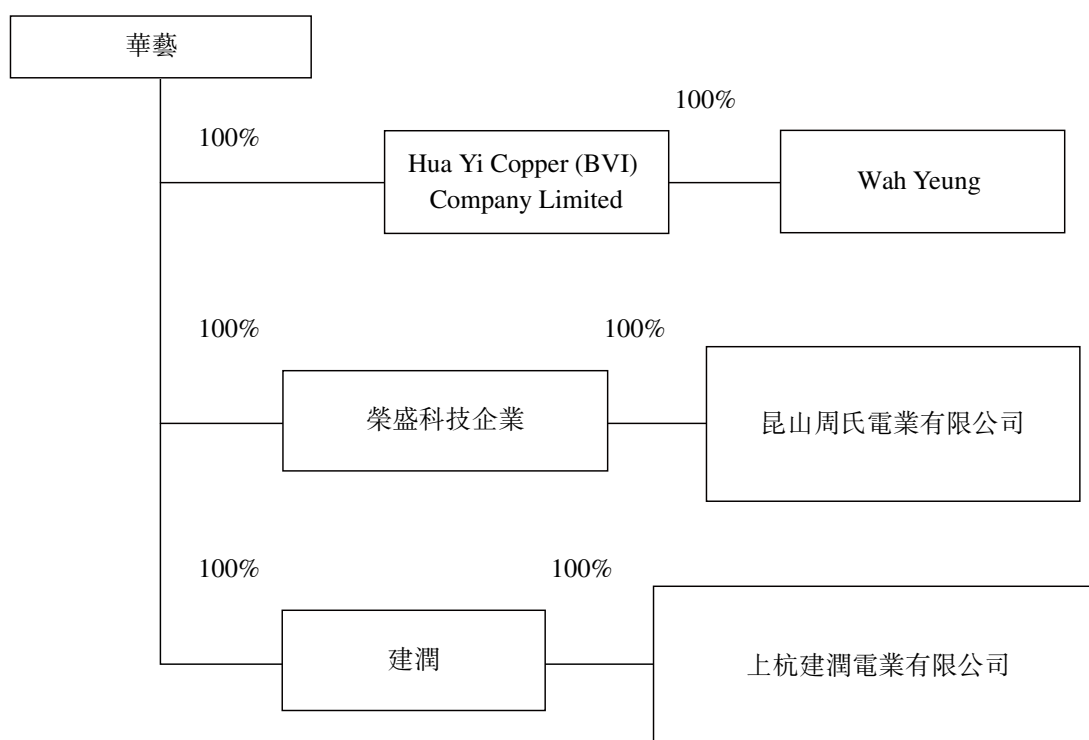 華藝
100%
100%
Hua Yi Copper (BVI)
Company Limited
Wah Yeung
100%
100%
榮盛科技企業
昆山周氏電業有限公司
100%
100%
建潤
上杭建潤電業有限公司